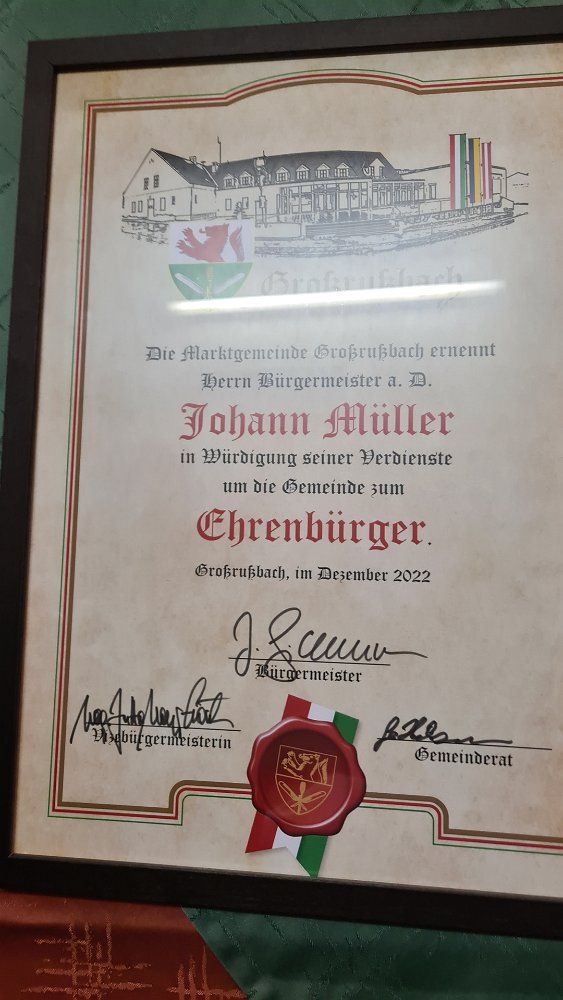 Großrußbach
Die Marktgemeinde Großrußbach ernennt
Herrn Bürgermeister a. D.
Johann Müller
in Würdigung seiner Verdienste
um die Gemeinde zum
Ehrenbürger.
Großrußbach, im Dezember 2022
Bürgermeister
Vizebürgermeisterin
Gemeinderat